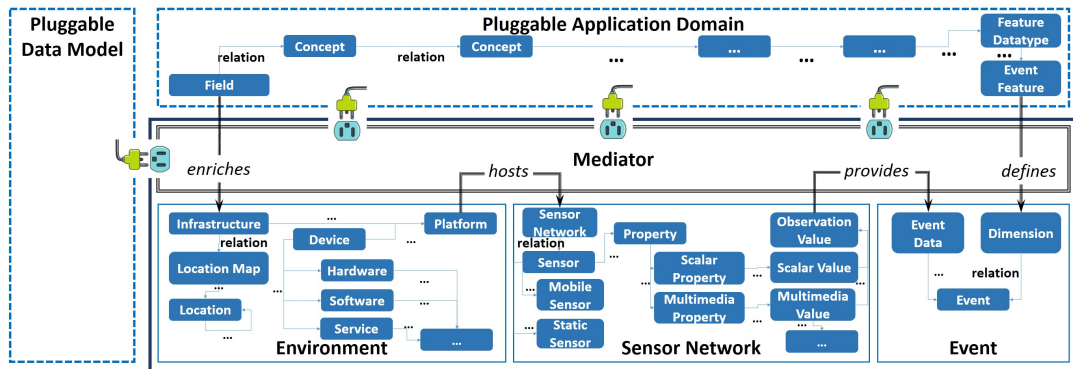 Pluggable
Data Model
Pluggable Application Domain
Concept
relation
Concept
relation
...
...
...
...
Feature
Datatype
...
Field
Event
Feature
Mediator
enriches
hosts
provides
defines
Infrastructure
...
Platform
relation
Device
...
Location Map
...
Hardware
...
Location
...
Software
Service
...
...
Environment
Sensor
Network
relation
Sensor
...
Property
...
...
Mobile
Sensor
...
Static
Sensor
Scalar
Property
...
Multimedia
Property
...
Observation
Value
...
Scalar Value
Multimedia
Value
...
...
...
Sensor Network
Event
Data
Dimension
...
relation
Event
Event